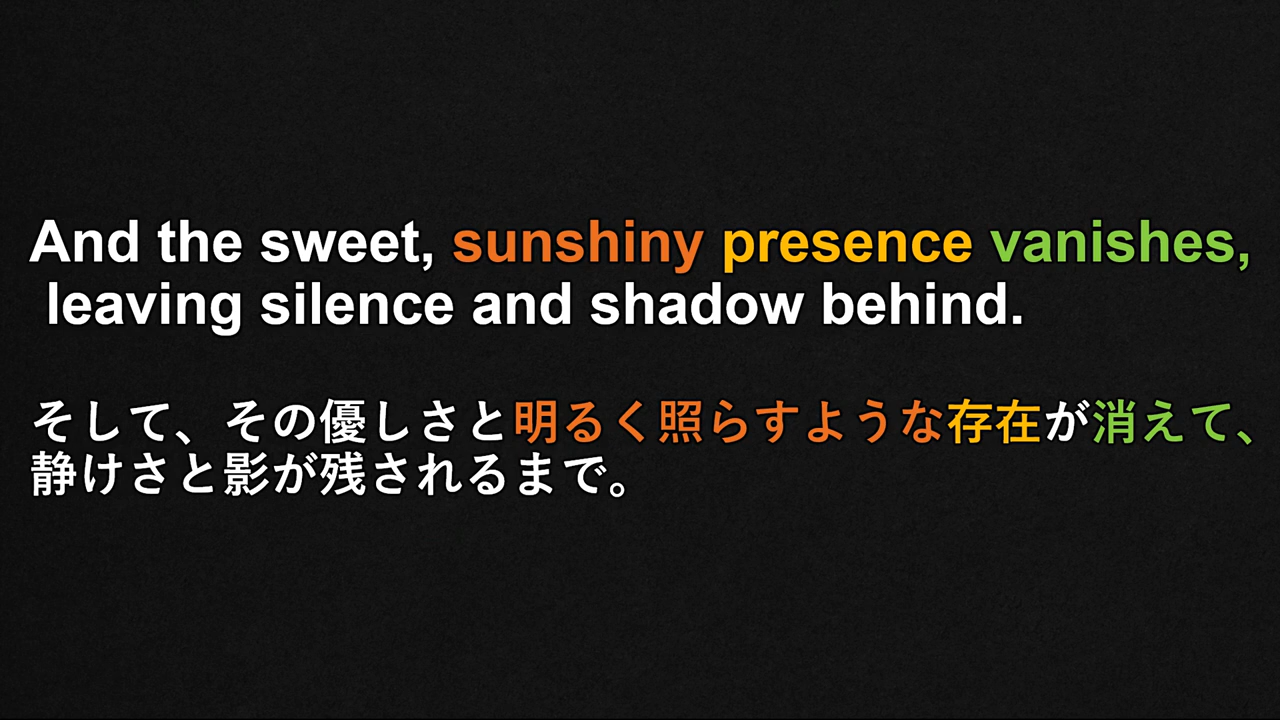 And the sweet, sunshiny presence vanishes,
leaving silence and shadow behind.
そして、その優しさと明るく照らすような存在が消えて、
静けさと影が残されるまで。